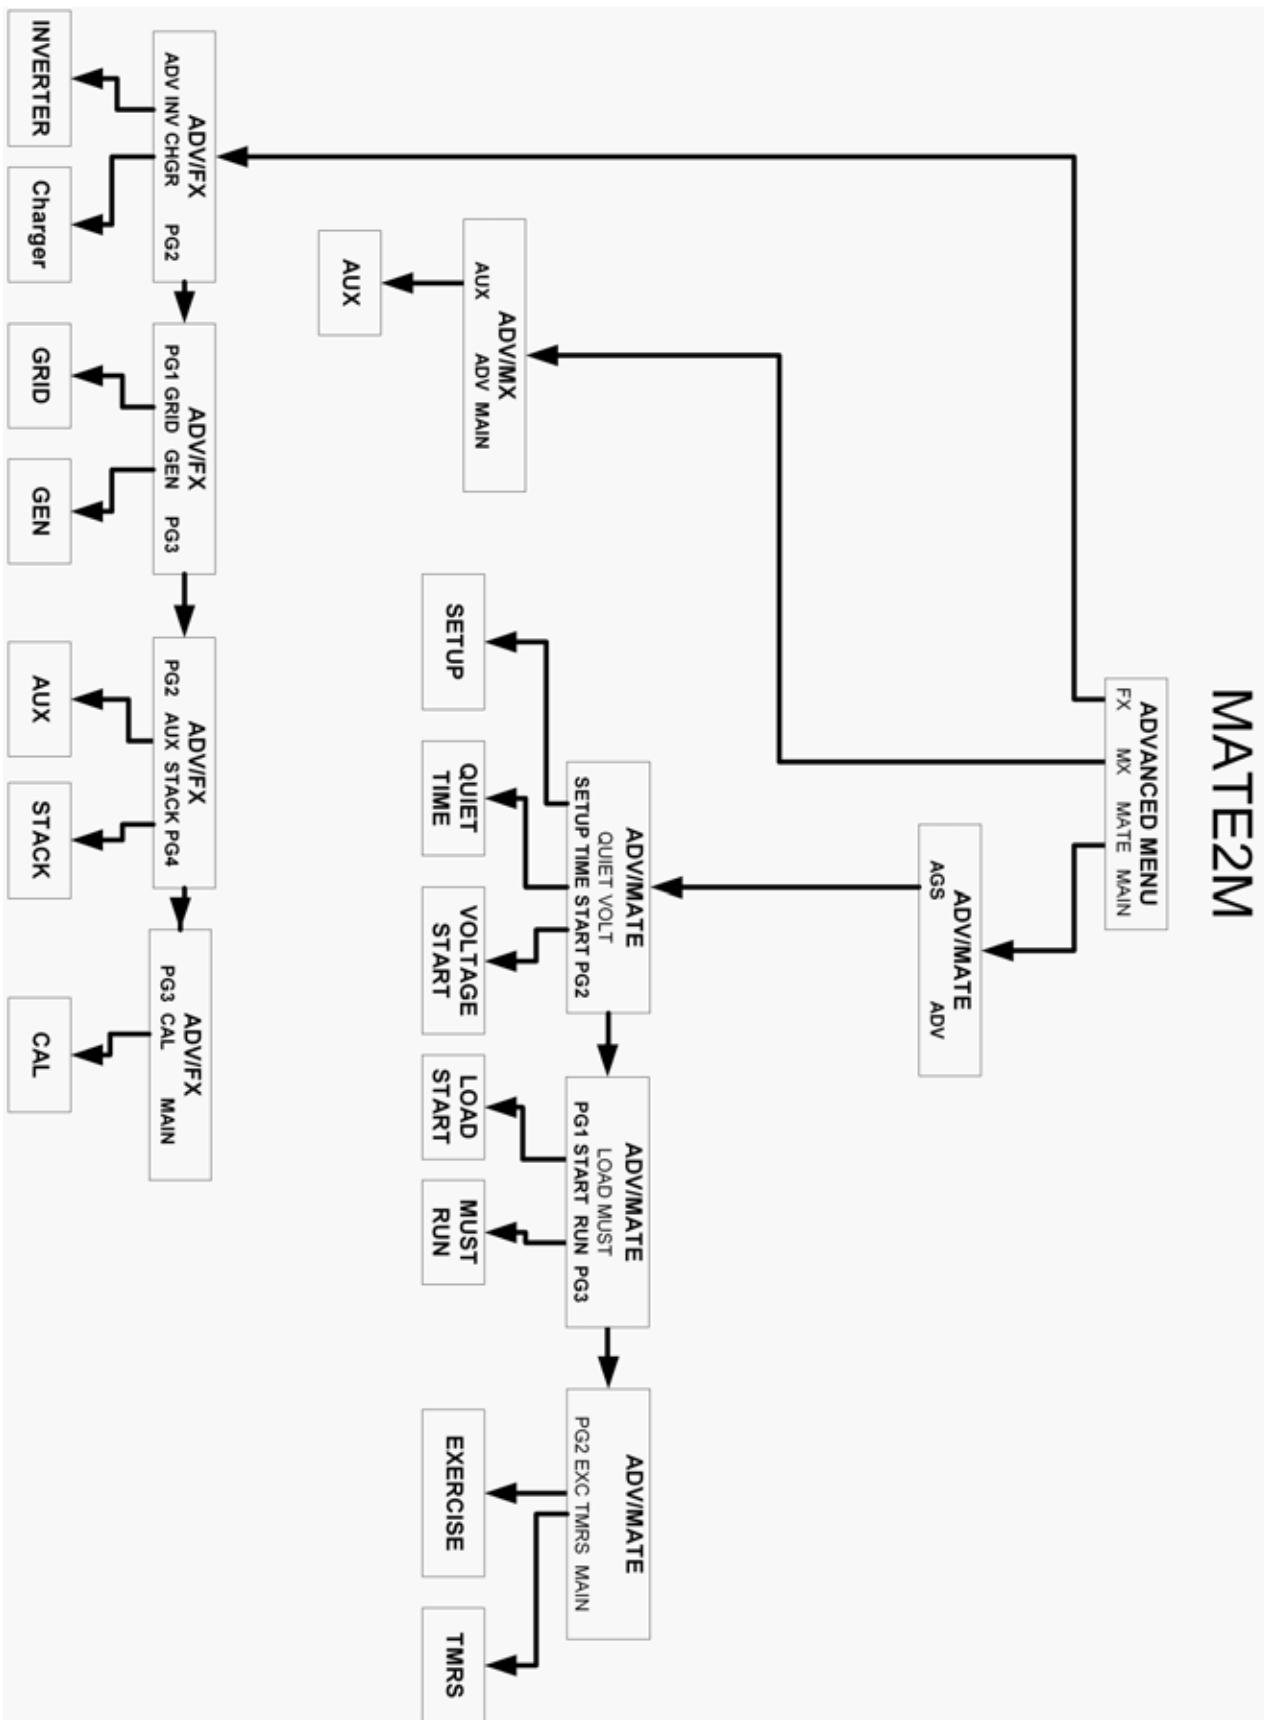 MATE2M
ADVANCED MENU
FX MX MATE MAIN
ADV/MATE
AGS ADV
ADV/MATE
QUIET VOLT
SETUP TIME START PG2
ADV/MATE
LOAD MUST
PG1 START RUN PG3
ADV/MATE
PG2 EXC TMRS MAIN
ADV/MX
AUX ADV MAIN
SETUP
QUIET
TIME
VOLTAGE
START
LOAD
START
MUST
RUN
EXERCISE
TMRS
AUX
ADV/FX
ADV INV CHGR PG2
ADV/FX
PG1 GRID GEN PG3
ADV/FX
PG2 AUX STACK PG4
ADV/FX
PG3 CAL MAIN
INVERTER
Charger
GRID
GEN
AUX
STACK
CAL